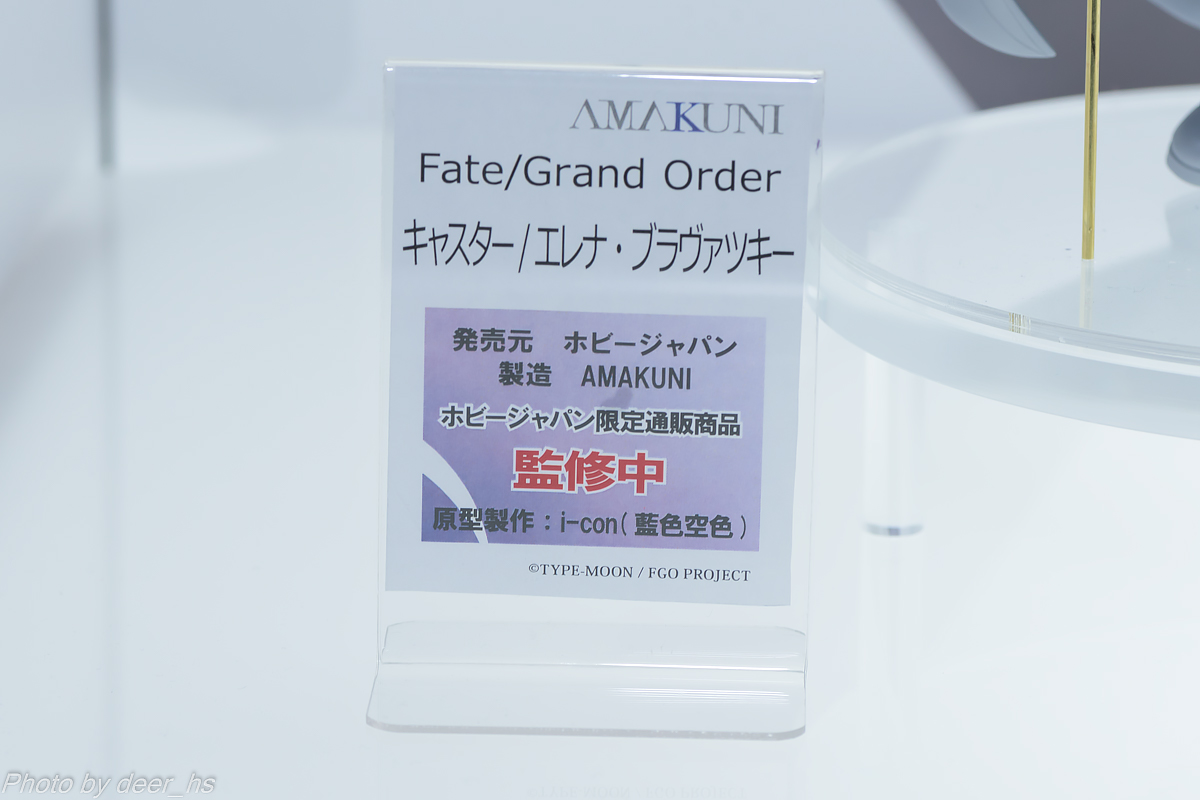 AMAKUNI
Fate/Grand Order
キャスター/エレナ・ブラヴァツキー
発売元　ホビージャパン
製造　AMAKUNI
ホビージャパン限定通販商品
監修中
原型製作：i-con(藍色空色)
©TYPE-MOON / FGO PROJECT
Photo by deer_hs